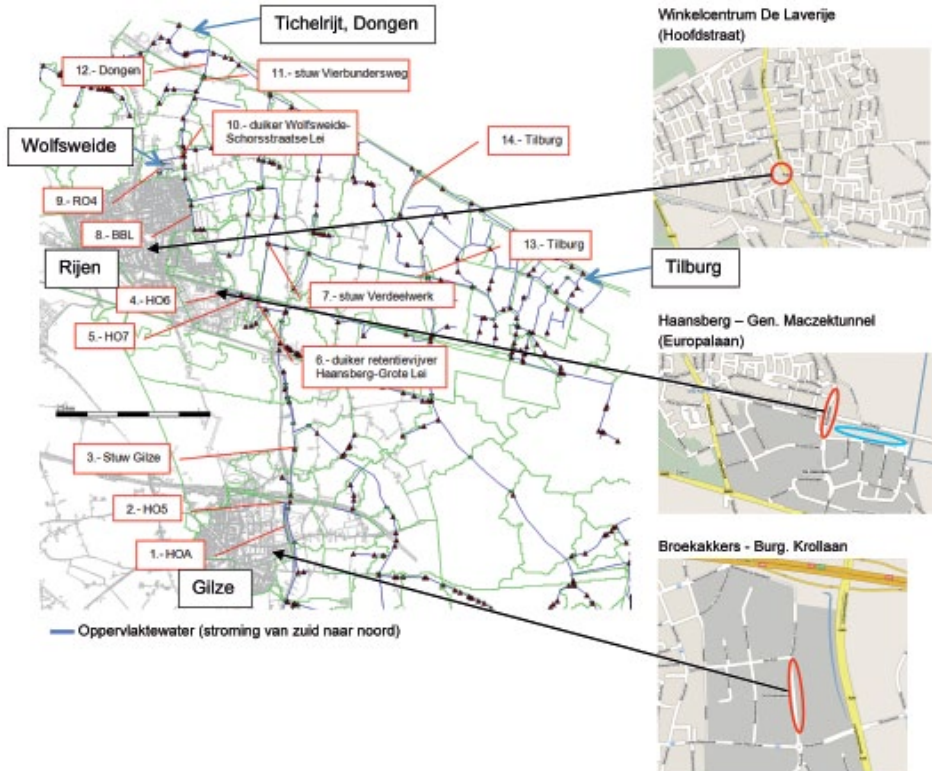 Tichelrijt, Dongen
12.- Dongen
11.- stuw Vierbundersweg
10.- duiker Wolfsweide-
Schorsstraatse Lei
Wolfsweide
14.- Tilburg
9.- RO4
8.- BBL
13.- Tilburg
Rijen
Tilburg
4.- HO6
7.- stuw Verdeelwerk
5.- HO7
6.- duiker retentievijver
Haansberg-Grote Lei
3.- Stuw Gilze
2.- HO5
1.- HOA
Gilze
Oppervlaktewater (stroming van zuid naar noord)
Winkelcentrum De Laverije
(Hoofdstraat)
Haansberg – Gen. Maczektunnel
(Europalaan)
Broekakkers - Burg. Krollaan